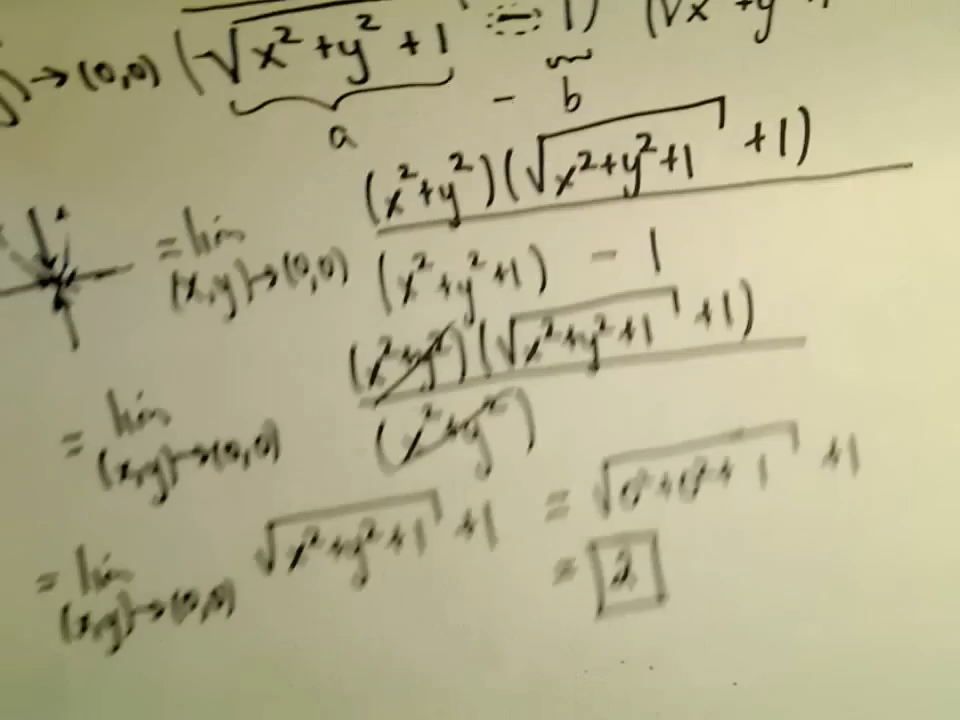 →(0,0) (√(x²+y²+1) - 1) (√x²+y²
a - b
(x²+y²)(√(x²+y²+1) +1)
= lim (x,y)→(0,0) (x²+y²+1) - 1
(x²+y²)(√(x²+y²+1) +1)
= lim (x,y)→(0,0) (x²+y²)
= lim (x,y)→(0,0) √(x²+y²+1) +1 = √(0²+0²+1) +1
= 2